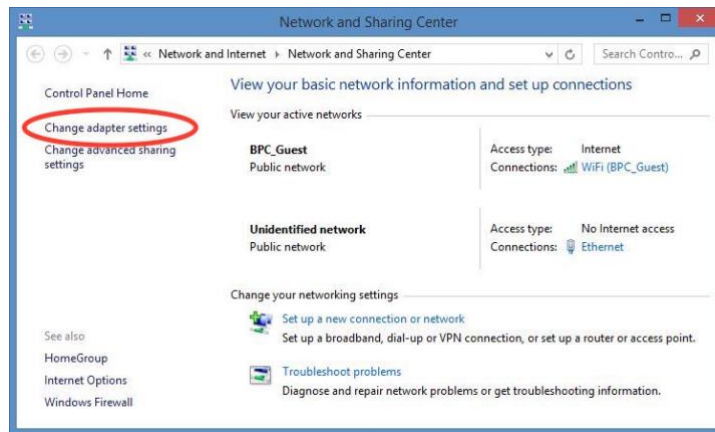 Network and Sharing Center
« Network and Internet ▸ Network and Sharing Center
Search Contro...
Control Panel Home
Change adapter settings
Change advanced sharing
settings
See also
HomeGroup
Internet Options
Windows Firewall
View your basic network information and set up connections
View your active networks
BPC_Guest
Public network
Access type: Internet
Connections: WiFi (BPC_Guest)
Unidentified network
Public network
Access type: No Internet access
Connections: Ethernet
Change your networking settings
Set up a new connection or network
Set up a broadband, dial-up or VPN connection, or set up a router or access point.
Troubleshoot problems
Diagnose and repair network problems or get troubleshooting information.